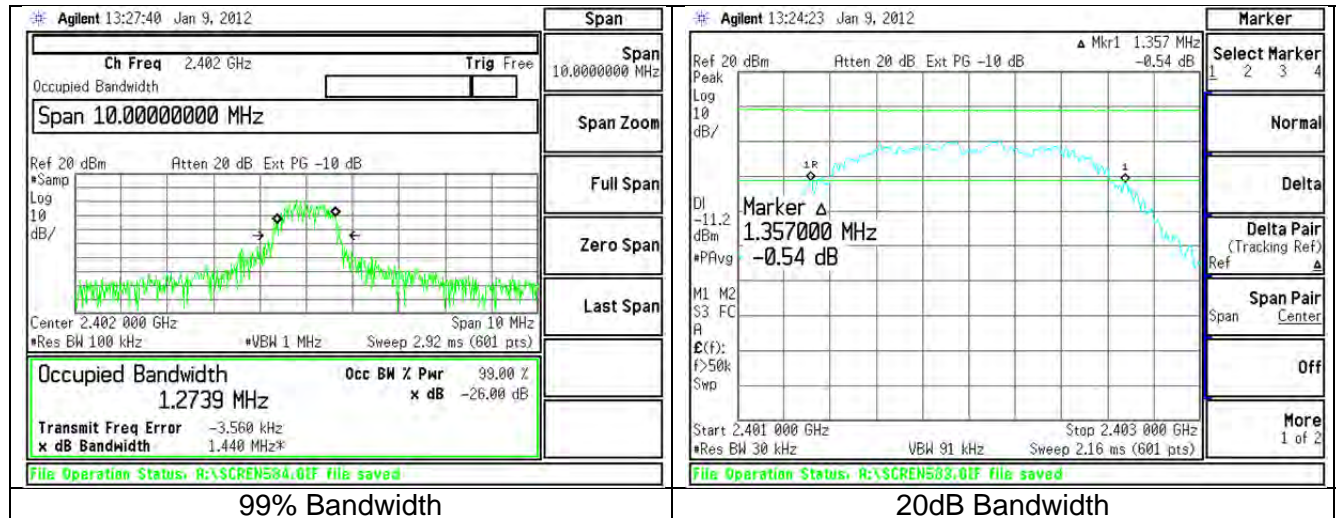 Agilent 13:27:40 Jan 9, 2012
Span
Ch Freq 2.402 GHz Trig Free
Occupied Bandwidth
Span 10.00000000 MHz
Ref 20 dBm Atten 20 dB Ext PG -10 dB
#Samp
Log
10
dB/
Center 2.402 000 GHz Span 10 MHz
#Res BW 100 kHz #VBW 1 MHz Sweep 2.92 ms (601 pts)
Occupied Bandwidth Occ BW % Pwr 99.00 %
1.2739 MHz x dB -26.00 dB
Transmit Freq Error -3.560 kHz
x dB Bandwidth 1.440 MHz*
File Operation Status, A:\SCREN584.GIF file saved
Span
10.0000000 MHz
Span Zoom
Full Span
Zero Span
Last Span
99% Bandwidth
Agilent 13:24:23 Jan 9, 2012
Marker
Δ Mkr1 1.357 MHz
Ref 20 dBm Atten 20 dB Ext PG -10 dB -0.54 dB
Peak
Log
10
dB/
1R
1
DI
-11.2
dBm
#PAvg
Marker Δ
1.357000 MHz
-0.54 dB
M1 M2
S3 FC
A
£(f):
f>50k
Swp
Start 2.401 000 GHz Stop 2.403 000 GHz
#Res BW 30 kHz VBW 91 kHz Sweep 2.16 ms (601 pts)
File Operation Status, A:\SCREN583.GIF file saved
Select Marker
1 2 3 4
Normal
Delta
Delta Pair
(Tracking Ref)
Ref Δ
Span Pair
Span Center
Off
More
1 of 2
20dB Bandwidth